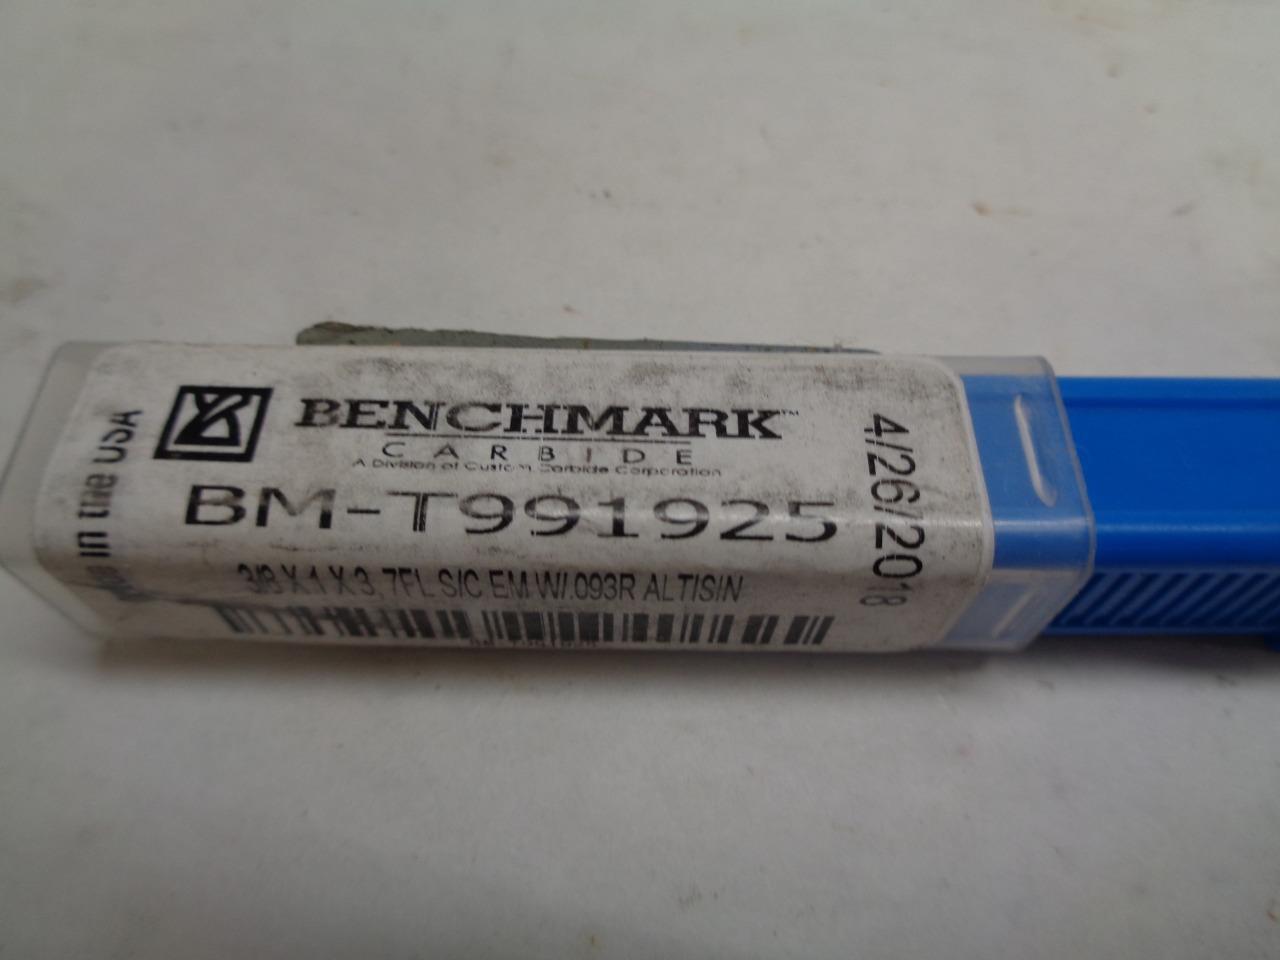 BENCHMARK™
CARBIDE
A Division of Custom Carbide Corporation
BM-T991925
3/8 X 1 X 3, 7FL S/C EM W/.093R ALTISIN
4/26/2018
in the USA